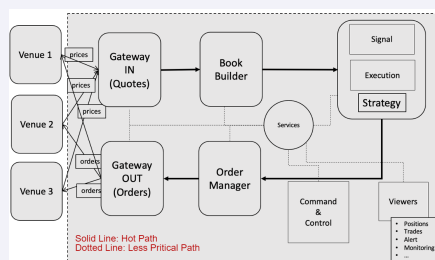 Venue 1
Venue 2
Venue 3
prices
prices
prices
orders
orders
Gateway
IN
(Quotes)
Book
Builder
Signal
Execution
Strategy
Services
Gateway
OUT
(Orders)
Order
Manager
Command
&
Control
Viewers
• Positions
• Trades
• Alert
• Monitoring
• ...
Solid Line: Hot Path
Dotted Line: Less Pritical Path